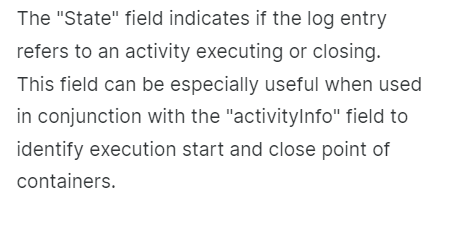 The "State" field indicates if the log entry
refers to an activity executing or closing.
This field can be especially useful when used
in conjunction with the "activityInfo" field to
identify execution start and close point of
containers.